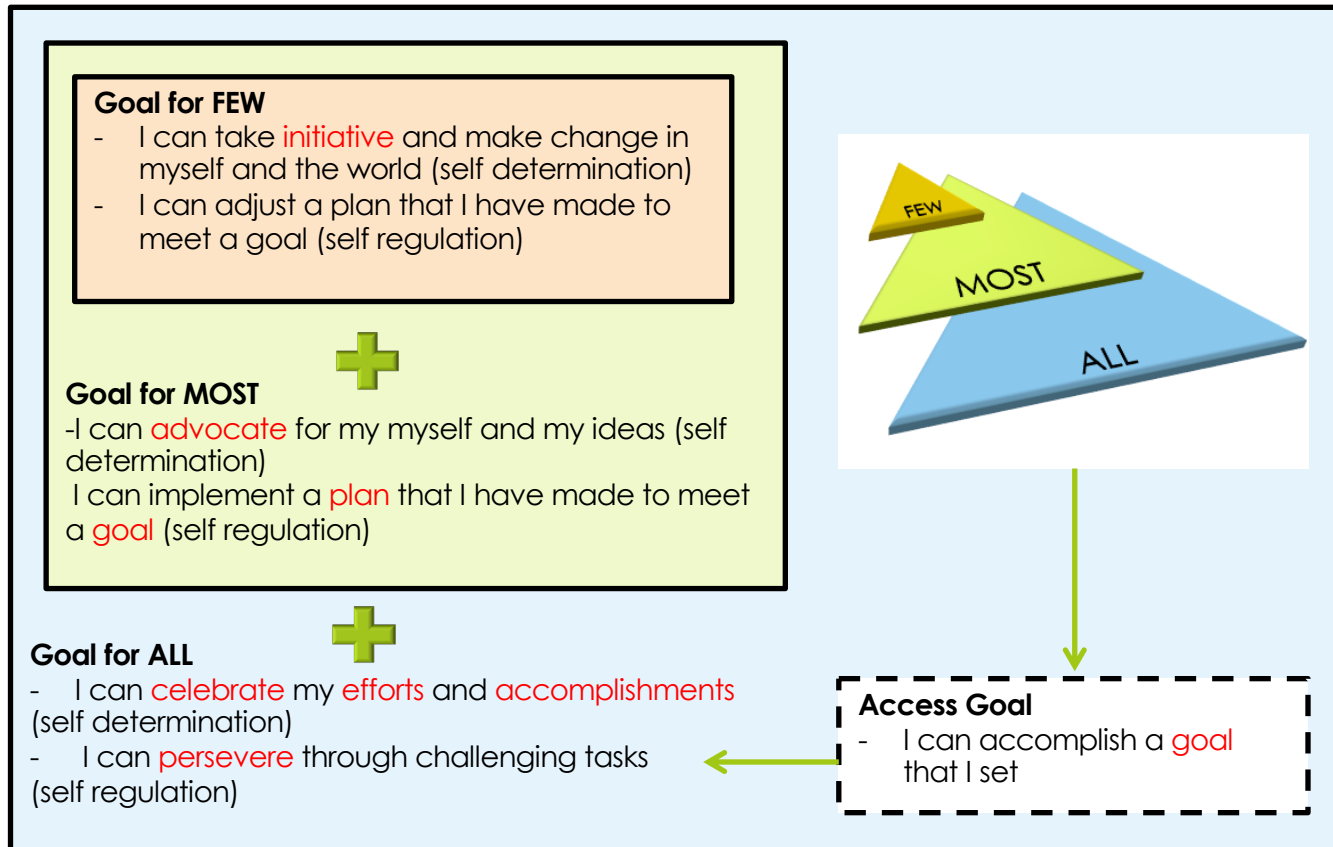 Goal for FEW
- I can take initiative and make change in
myself and the world (self determination)
- I can adjust a plan that I have made to
meet a goal (self regulation)
Goal for MOST
-I can advocate for my myself and my ideas (self
determination)
I can implement a plan that I have made to meet
a goal (self regulation)
Goal for ALL
- I can celebrate my efforts and accomplishments
(self determination)
- I can persevere through challenging tasks
(self regulation)
FEW
MOST
ALL
Access Goal
- I can accomplish a goal
that I set